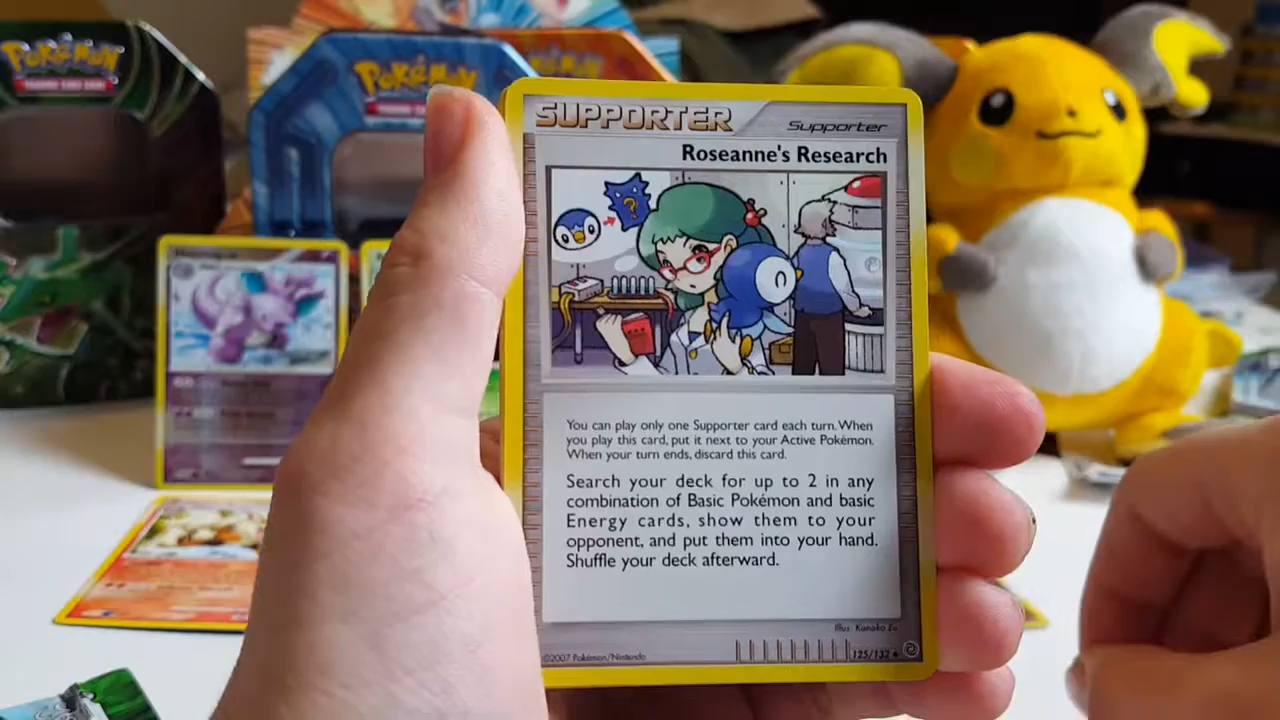 Pokémon
Pokémon
Pokémon
SUPPORTER
Supporter
Roseanne's Research
?
You can play only one Supporter card each turn. When
you play this card, put it next to your Active Pokémon.
When your turn ends, discard this card.
Search your deck for up to 2 in any
combination of Basic Pokémon and basic
Energy cards, show them to your
opponent, and put them into your hand.
Shuffle your deck afterward.
Illus. Kanako Eo
©2007 Pokémon/Nintendo
125/132